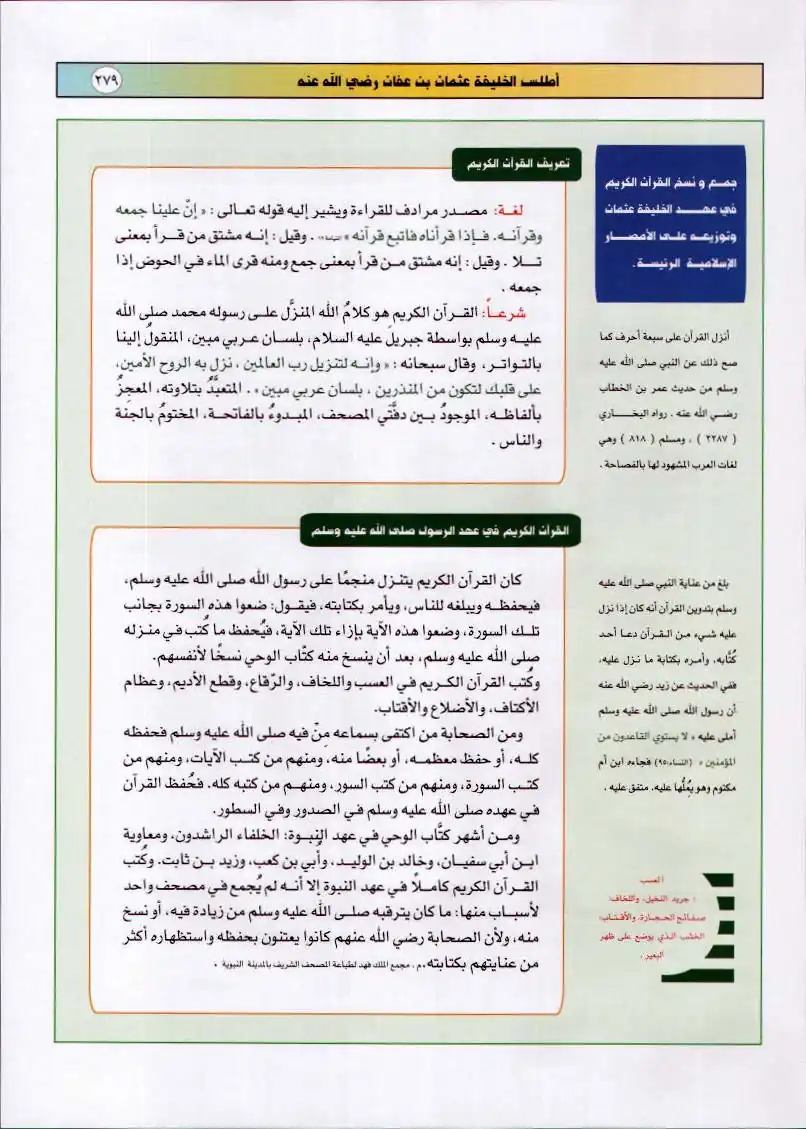 أطلس الخليفة عثمان بن عفان رضي الله عنه
٢٧٩
جمع و نسخ القرآن الكريم
في عهد الخليفة عثمان
وتوزيعه على الأمصار
الإسلامية الرئيسة .
أنزل القرآن على سبعة أحرف كما
صح ذلك عن النبي صلى الله عليه
وسلم من حديث عمر بن الخطاب
رضي الله عنه . رواه البخاري
( ٢٢٨٧ ) ، ومسلم ( ٨١٨ ) وهي
لغات العرب المشهود لها بالفصاحة .
تعريف القرآن الكريم
لغة: مصدر مرادف للقراءة ويشير إليه قوله تعالى : « إنّ علينا جمعه
وقرآنه. فإذا قرأناه فاتبع قرآنه » . وقيل : إنه مشتق من قرأ بمعنى
تلا . وقيل : إنه مشتق من قرأ بمعنى جمع ومنه قرى الماء في الحوض إذا
جمعه .
شرعاً: القرآن الكريم هو كلامُ الله المنزَّل على رسوله محمد صلى الله
عليه وسلم بواسطة جبريل عليه السلام، بلسان عربي مبين، المنقولُ إلينا
بالتواتر، وقال سبحانه : « وإنه لتنزيل رب العالمين ، نزل به الروح الأمين،
على قلبك لتكون من المنذرين ، بلسان عربي مبين» . المتعبَّدُ بتلاوته، المعجزُ
بألفاظه، الموجودُ بين دفَّتَي المصحف، المبدوءُ بالفاتحة، المختومُ بالجنة
والناس .
القرآن الكريم في عهد الرسول صلى الله عليه وسلم
كان القرآن الكريم يتنزل منجمًا على رسول الله صلى الله عليه وسلم،
فيحفظه ويبلغه للناس، ويأمر بكتابته، فيقول: ضعوا هذه السورة بجانب
تلك السورة، وضعوا هذه الآية بإزاء تلك الآية، فيُحفظ ما كُتب في منزله
صلى الله عليه وسلم، بعد أن ينسخ منه كتّاب الوحي نسخًا لأنفسهم.
وكُتب القرآن الكريم في العسب واللخاف، والرّقاع، وقطع الأديم، وعظام
الأكتاف، والأضلاع والأقتاب.
ومن الصحابة من اكتفى بسماعه مِنّ فيه صلى الله عليه وسلم فحفظه
كله، أو حفظ معظمه، أو بعضًا منه، ومنهم من كتب الآيات، ومنهم من
كتب السورة، ومنهم من كتب السور، ومنهم من كتبه كله. فحُفظ القرآن
في عهده صلى الله عليه وسلم في الصدور وفي السطور.
ومن أشهر كتَّاب الوحي في عهد النبوة: الخلفاء الراشدون، ومعاوية
ابن أبي سفيان، وخالد بن الوليد، وأُبي بن كعب، وزيد بن ثابت. وكُتب
القرآن الكريم كاملاً في عهد النبوة إلا أنه لم يُجمع في مصحف واحد
لأسباب منها: ما كان يترقبه صلى الله عليه وسلم من زيادة فيه، أو نسخ
منه، ولأن الصحابة رضي الله عنهم كانوا يعتنون بحفظه واستظهاره أكثر
من عنايتهم بكتابته.م . مجمع الملك فهد لطباعة المصحف الشريف بالمدينة النبوية .
بلغ من عناية النبي صلى الله عليه
وسلم بتدوين القرآن أنه كان إذا نزل
عليه شيء من القرآن دعا أحد
كُتَّابه، وأمره بكتابة ما نزل عليه،
ففي الحديث عن زيد رضي الله عنه
أن رسول الله صلى الله عليه وسلم
أملى عليه « لا يستوي القاعدون من
المؤمنين » (النساء:٩٥) فجاءه ابن أم
مكتوم وهو يُمِلُّها عليه. متفق عليه .
العسب
: جريد النخيل، واللخاف:
صفائح الحجارة، والأقتاب:
الخشب الذي يوضع على ظهر
البعير .